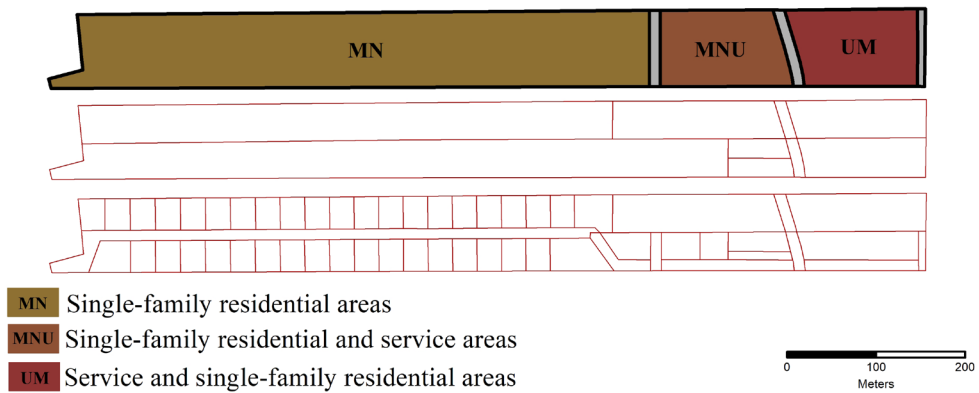 MN
MNU
UM
MN Single-family residential areas
MNU Single-family residential and service areas
UM Service and single-family residential areas
0 100 200
Meters